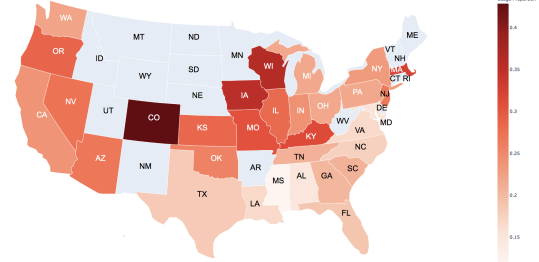 WA
MT
ND
ME
OR
ID
MN
VT
NH
WI
NY
MA
WY
SD
MI
CT RI
IA
PA
NJ
NE
NV
UT
CO
IL
IN
OH
DE
MD
CA
KS
MO
WV
KY
VA
NC
TN
AZ
NM
OK
AR
SC
MS
AL
GA
TX
LA
FL
0.4
0.35
0.3
0.25
0.2
0.15